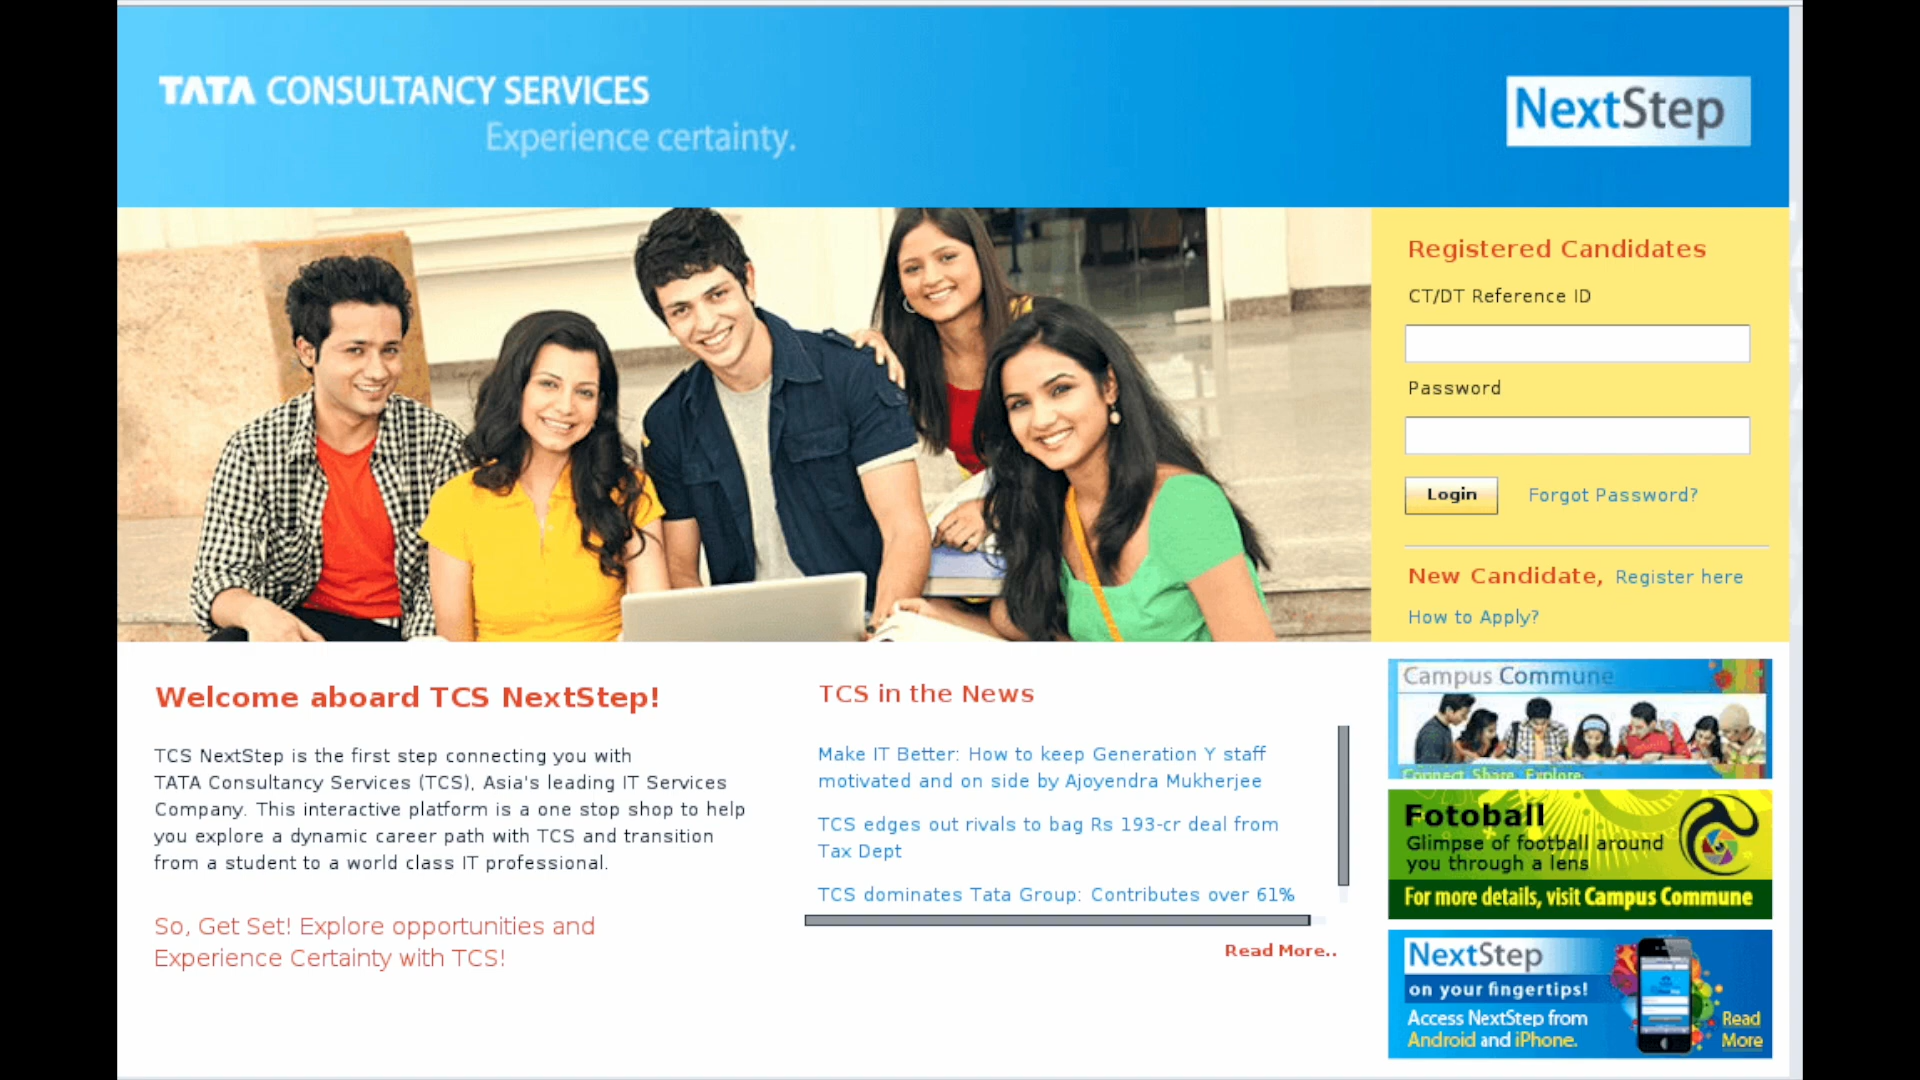 TATA CONSULTANCY SERVICES
Experience certainty.
NextStep
Registered Candidates
CT/DT Reference ID
Password
Login
Forgot Password?
New Candidate, Register here
How to Apply?
Welcome aboard TCS NextStep!
TCS NextStep is the first step connecting you with
TATA Consultancy Services (TCS), Asia's leading IT Services
Company. This interactive platform is a one stop shop to help
you explore a dynamic career path with TCS and transition
from a student to a world class IT professional.
So, Get Set! Explore opportunities and
Experience Certainty with TCS!
TCS in the News
Make IT Better: How to keep Generation Y staff
motivated and on side by Ajoyendra Mukherjee
TCS edges out rivals to bag Rs 193-cr deal from
Tax Dept
TCS dominates Tata Group: Contributes over 61%
Read More..
Campus Commune
Connect Share Explore
Fotoball
Glimpse of football around
you through a lens
For more details, visit Campus Commune
NextStep
on your fingertips!
Access NextStep from
Android and iPhone.
Read
More